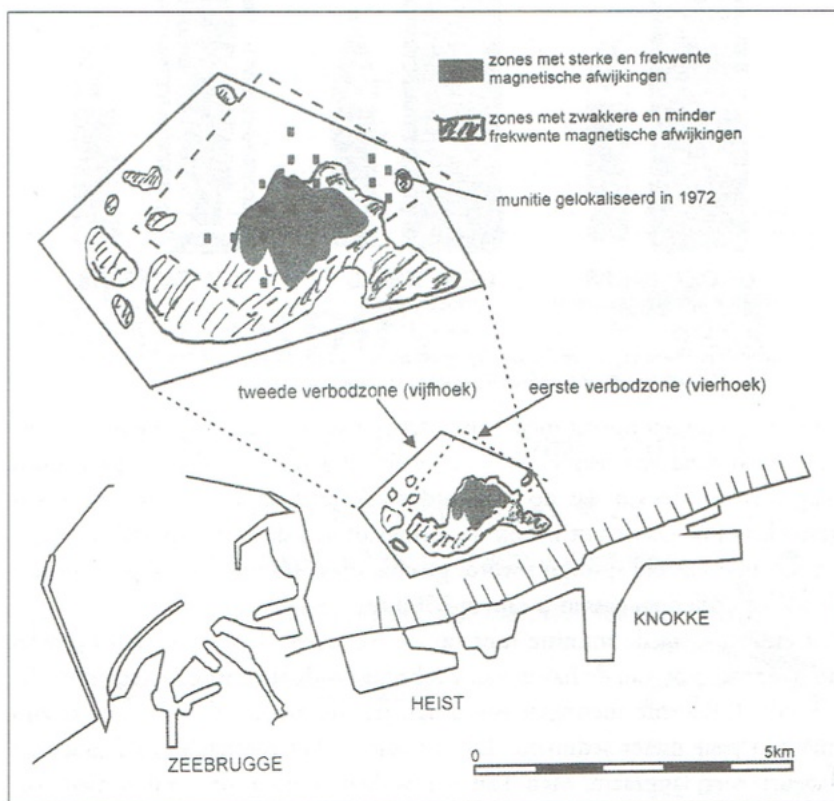 zones met sterke en frekwente
magnetische afwijkingen
zones met zwakkere en minder
frekwente magnetische afwijkingen
munitie gelokaliseerd in 1972
tweede verbodzone (vijfhoek)
eerste verbodzone (vierhoek)
KNOKKE
HEIST
ZEEBRUGGE
0
5km